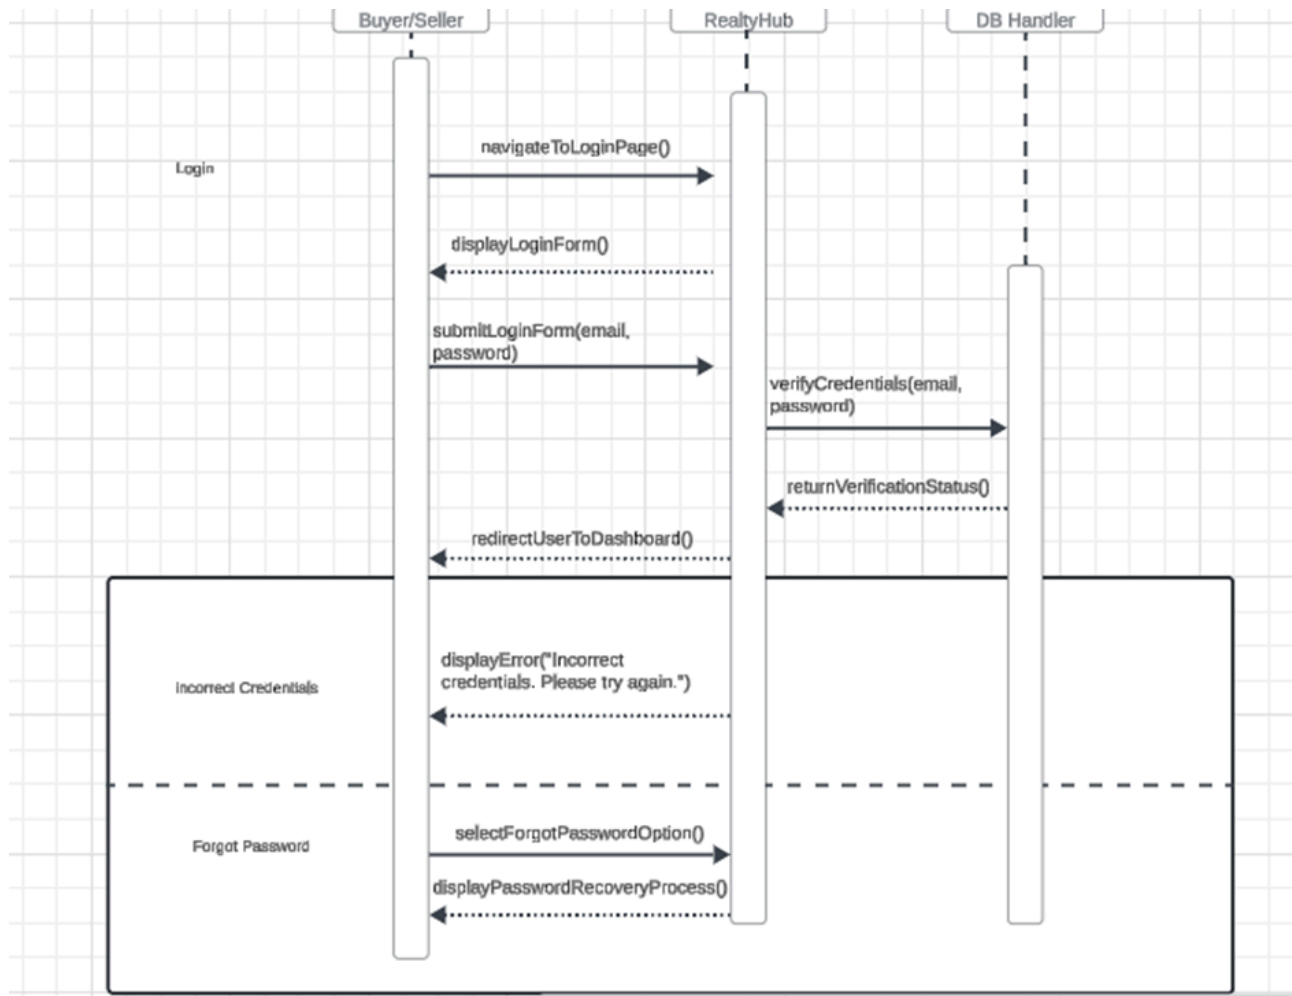 Buyer/Seller
RealtyHub
DB Handler
navigateToLoginPage()
Login
displayLoginForm()
submitLoginForm(email,
password)
verifyCredentials(email,
password)
returnVerificationStatus()
redirectUserToDashboard()
displayError("Incorrect
credentials. Please try again.")
Incorrect Credentials
selectForgotPasswordOption()
Forgot Password
displayPasswordRecoveryProcess()